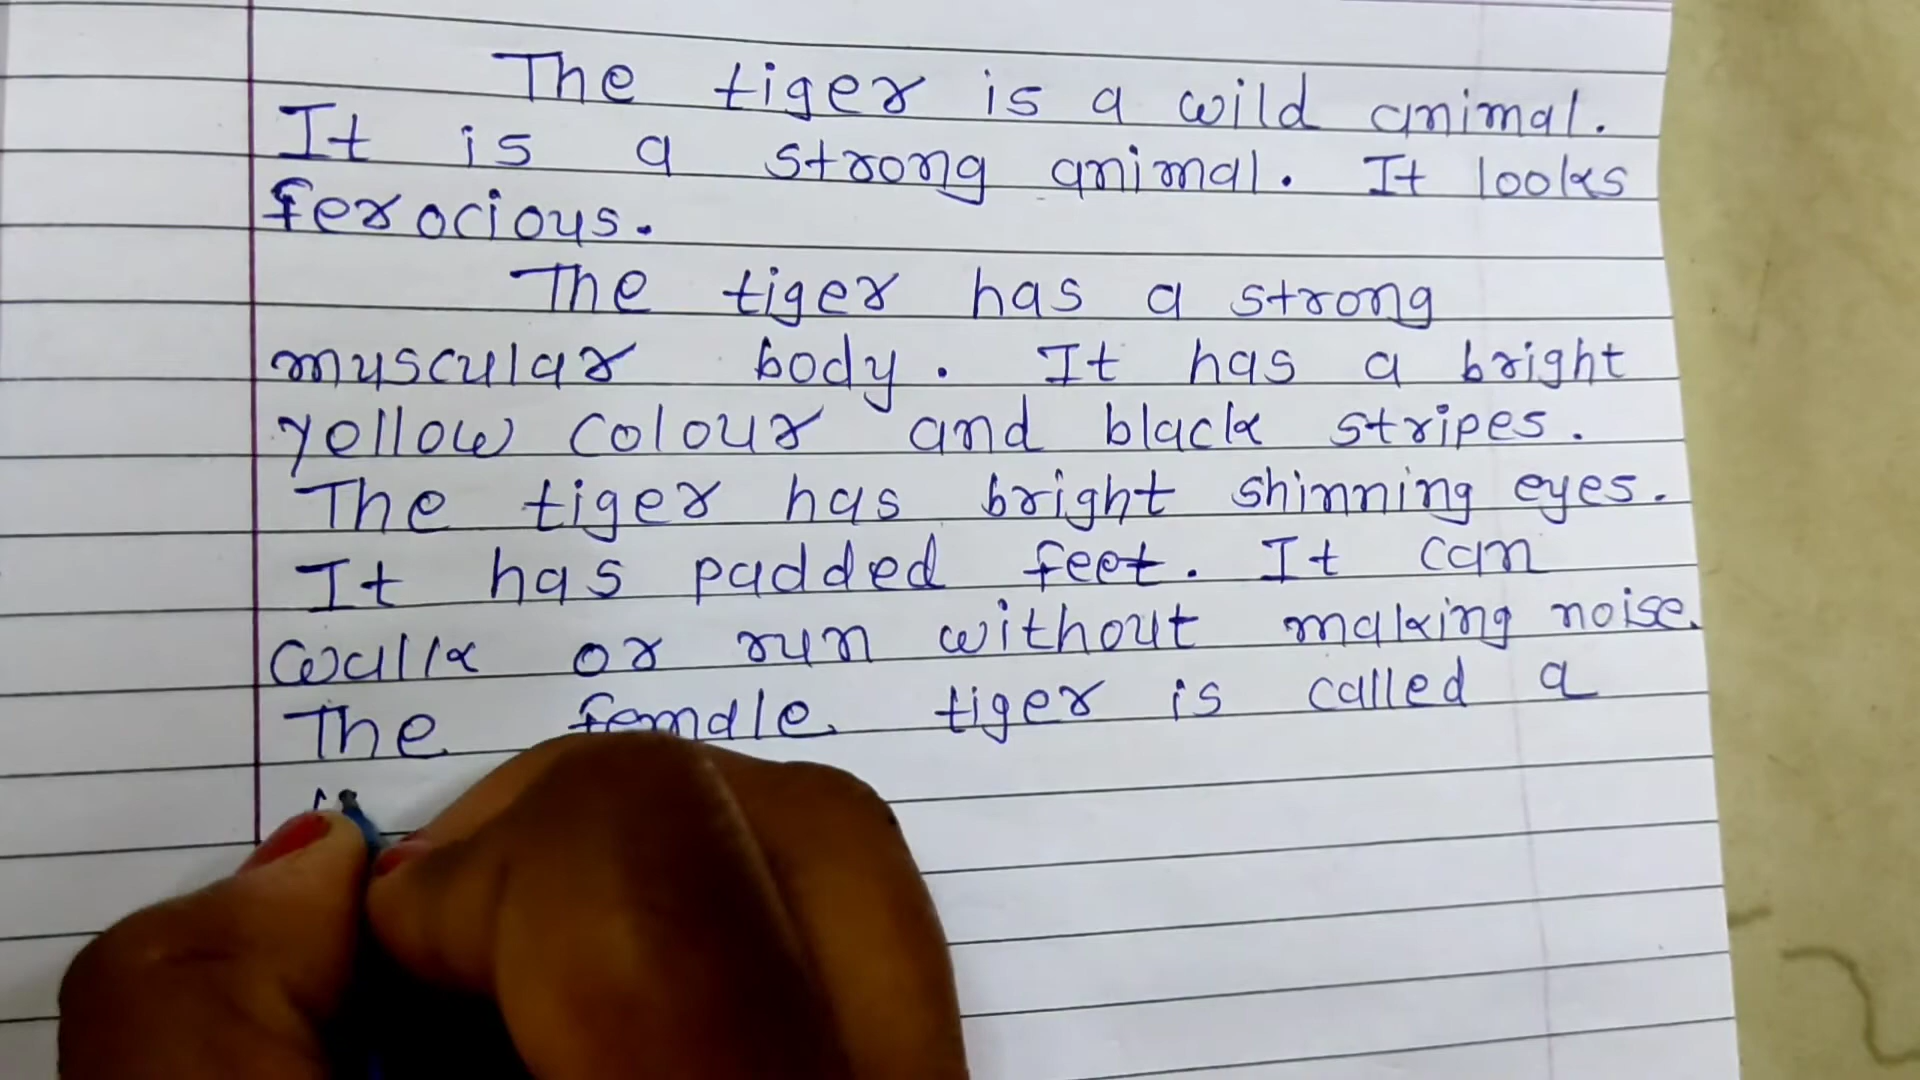 The tiger is a wild animal.
It is a strong animal. It looks
ferocious.
The tiger has a strong
muscular body. It has a bright
yellow colour and black stripes.
The tiger has bright shinning eyes.
It has padded feet. It can
walk or run without making noise.
The female tiger is called a